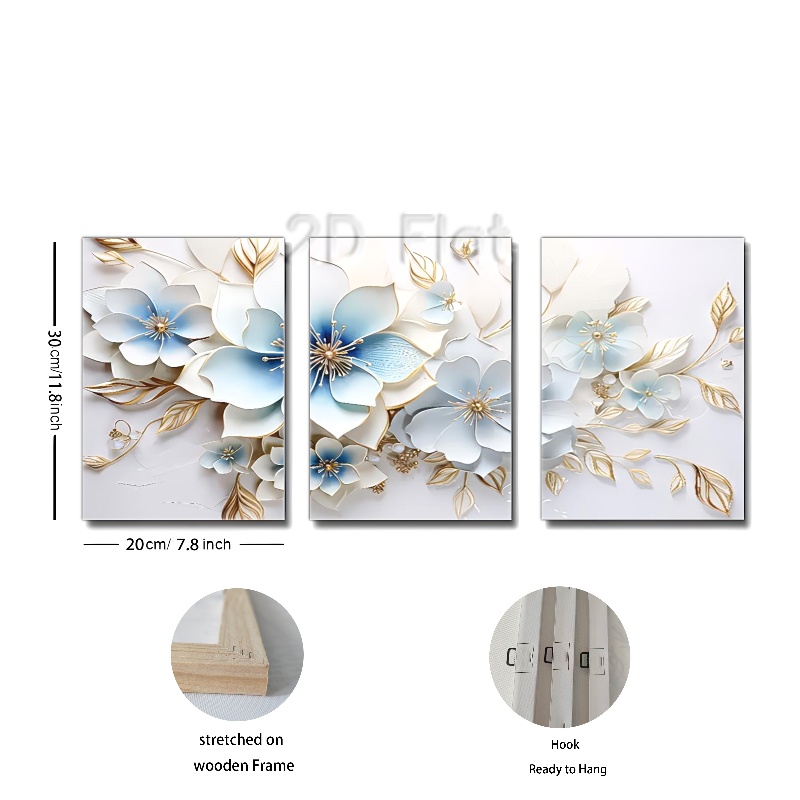 2D Flat
30cm/11.8inch
20cm/ 7.8 inch
stretched on
wooden Frame
Hook
Ready to Hang